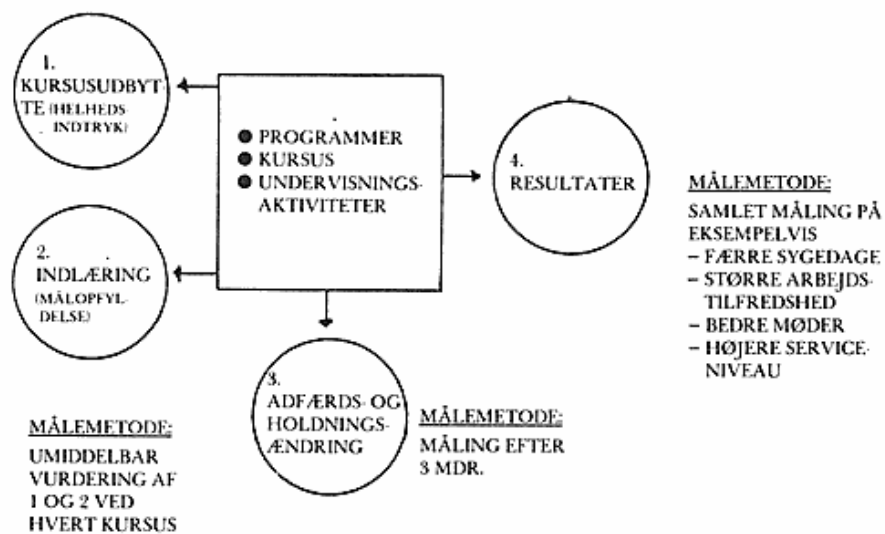 1.
KURSUSUDBYT-
TE (HELHEDS-
INDTRYK)
● PROGRAMMER
● KURSUS
● UNDERVISNINGS-
AKTIVITETER
2.
INDLÆRING
(MÅLOPFYL-
DELSE)
3.
ADFÆRDS- OG
HOLDNINGS-
ÆNDRING
4.
RESULTATER
MÅLEMETODE:
UMIDDELBAR
VURDERING AF
1 OG 2 VED
HVERT KURSUS
MÅLEMETODE:
MÅLING EFTER
3 MDR.
MÅLEMETODE:
SAMLET MÅLING PÅ
EKSEMPELVIS
– FÆRRE SYGEDAGE
– STØRRE ARBEJDS-
TILFREDSHED
– BEDRE MØDER
– HØJERE SERVICE-
NIVEAU